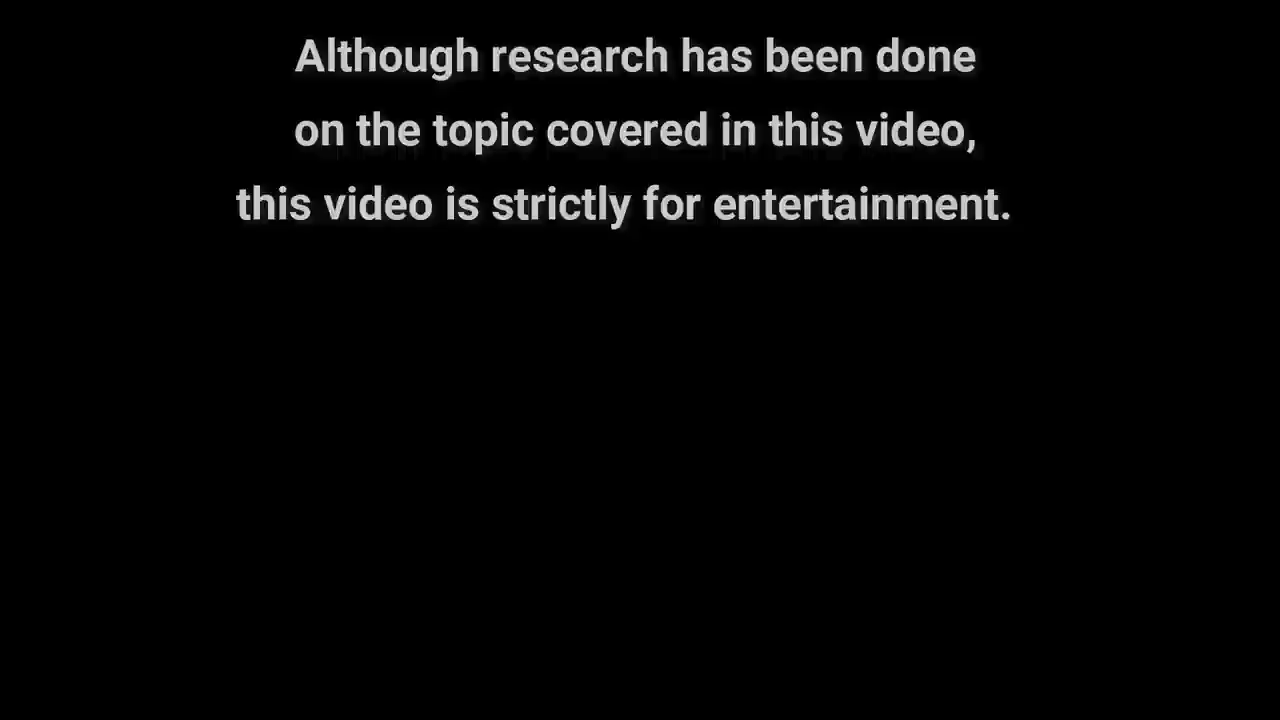 Although research has been done
on the topic covered in this video,
this video is strictly for entertainment.